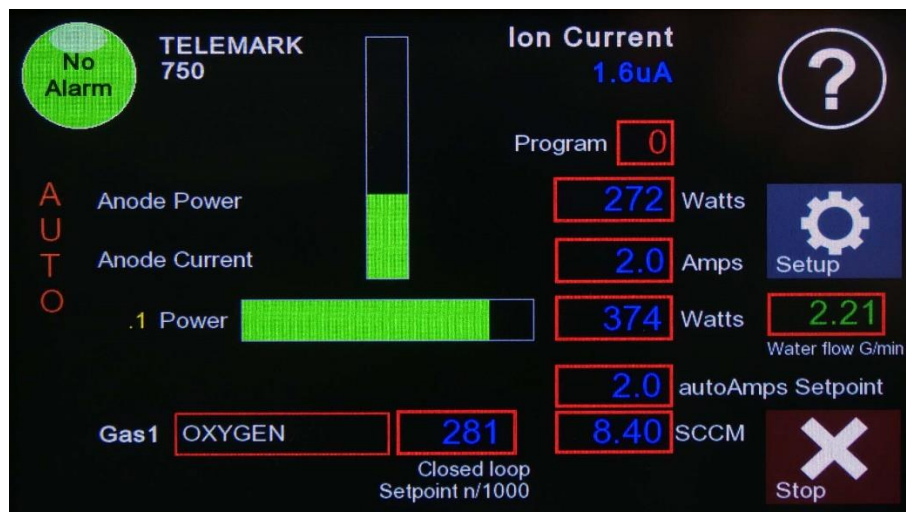 No
Alarm
TELEMARK
750
Ion Current
1.6uA
?
Program 0
AUTO
Anode Power 272 Watts
Anode Current 2.0 Amps
Setup
.1 Power 374 Watts
2.21
Water flow G/min
2.0 autoAmps Setpoint
Gas1 OXYGEN 281 8.40 SCCM
Closed loop
Setpoint n/1000
Stop